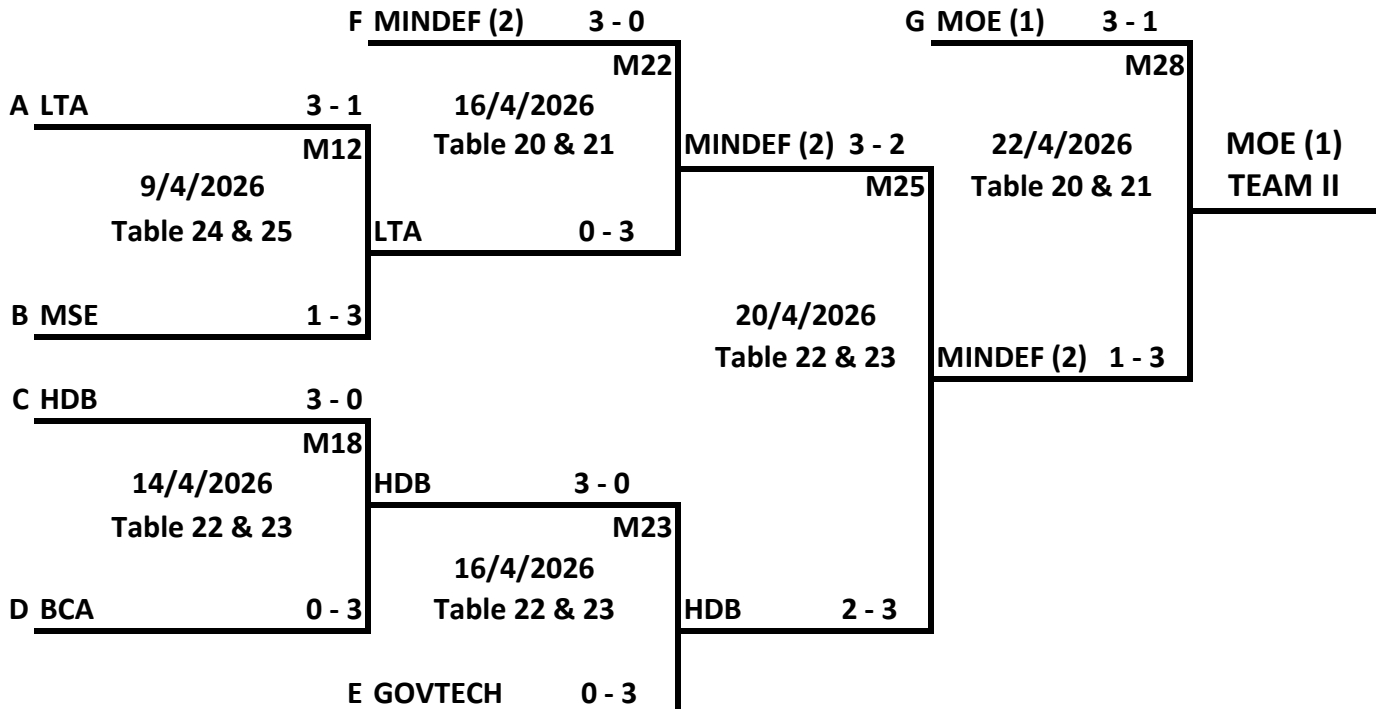 F MINDEF (2) 3 - 0
G MOE (1) 3 - 1
M22
M28
A LTA 3 - 1
16/4/2026
Table 20 & 21
M12
MINDEF (2) 3 - 2
22/4/2026
Table 20 & 21
MOE (1)
TEAM II
9/4/2026
Table 24 & 25
M25
LTA 0 - 3
B MSE 1 - 3
20/4/2026
Table 22 & 23
MINDEF (2) 1 - 3
C HDB 3 - 0
M18
14/4/2026
Table 22 & 23
HDB 3 - 0
M23
16/4/2026
Table 22 & 23
D BCA 0 - 3
HDB 2 - 3
E GOVTECH 0 - 3